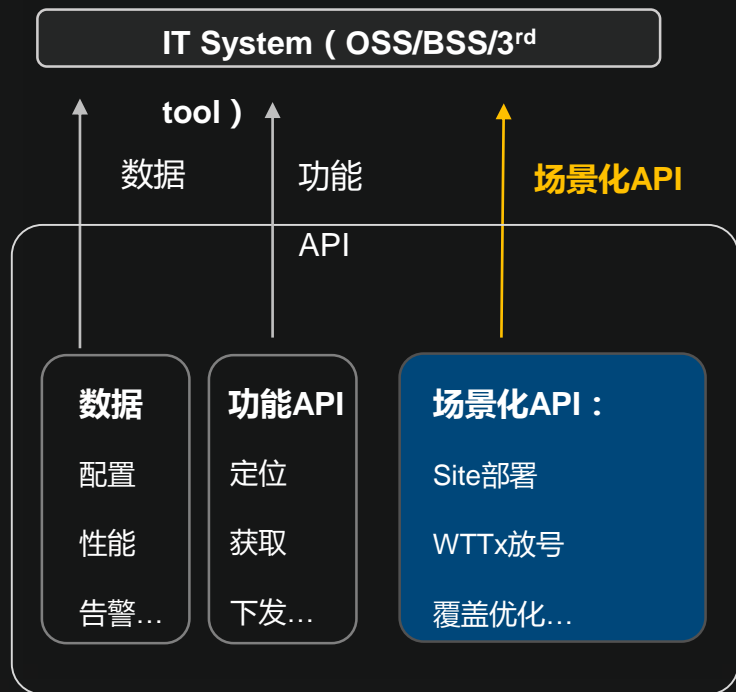 IT System ( OSS/BSS/3rd
tool )
数据
功能
API
场景化API
数据
配置
性能
告警…
功能API
定位
获取
下发…
场景化API：
Site部署
WTTx放号
覆盖优化…